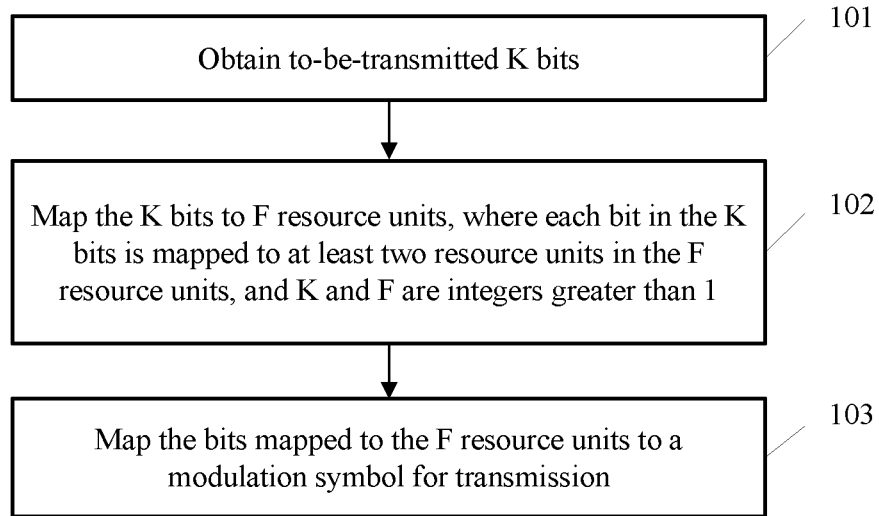 101
Obtain to-be-transmitted K bits
102
Map the K bits to F resource units, where each bit in the K
bits is mapped to at least two resource units in the F
resource units, and K and F are integers greater than 1
103
Map the bits mapped to the F resource units to a
modulation symbol for transmission